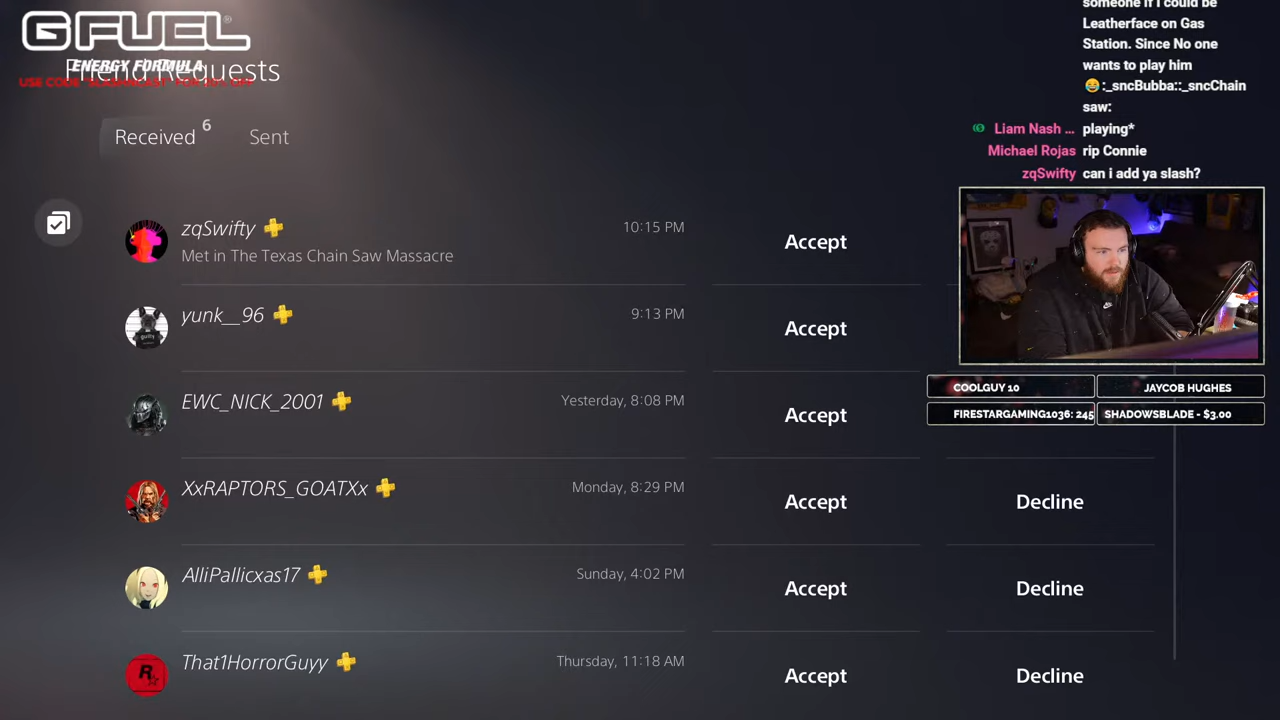 GFUEL®
ENERGY FORMULA
Friend Requests
Received 6
Sent
zqSwifty
10:15 PM
Met in The Texas Chain Saw Massacre
Accept
yunk__96
9:13 PM
Accept
EWC_NICK_2001
Yesterday, 8:08 PM
Accept
XxRAPTORS_GOATXx
Monday, 8:29 PM
Accept
Decline
AlliPallicxas17
Sunday, 4:02 PM
Accept
Decline
That1HorrorGuyy
Thursday, 11:18 AM
Accept
Decline
someone if I could be
Leatherface on Gas
Station. Since No one
wants to play him
:_sncBubba::_sncChain
saw:
Liam Nash ... playing*
Michael Rojas rip Connie
zqSwifty can i add ya slash?
COOLGUY 10
JAYCOB HUGHES
FIRESTARGAMING1036: 245
SHADOWSBLADE - $3.00